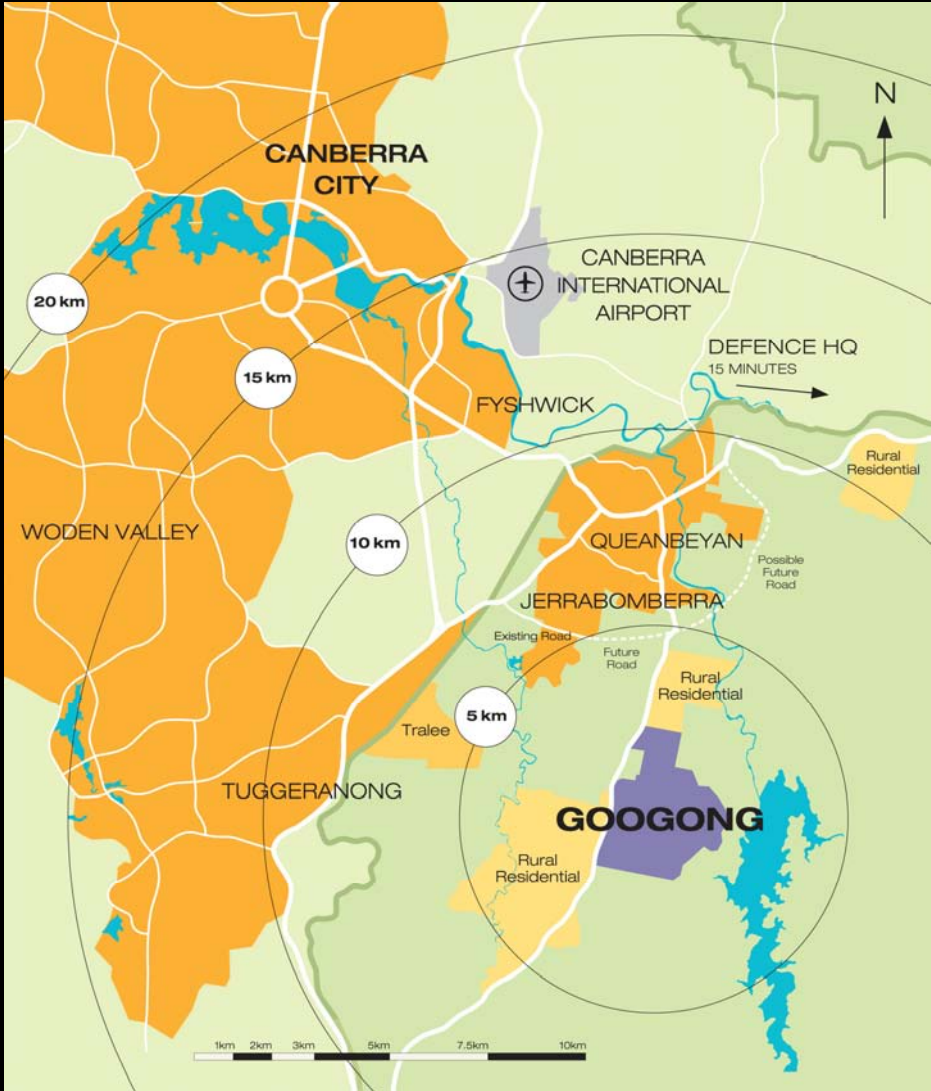 N
CANBERRA
CITY
CANBERRA
INTERNATIONAL
AIRPORT
20 km
DEFENCE HQ
15 MINUTES
15 km
FYSHWICK
Rural
Residential
WODEN VALLEY
10 km
QUEANBEYAN
Possible
Future
Road
JERRABOMBERRA
Existing Road
Future
Road
Rural
Residential
5 km
Tralee
TUGGERANONG
GOOGONG
Rural
Residential
1km 2km 3km 5km 7.5km 10km